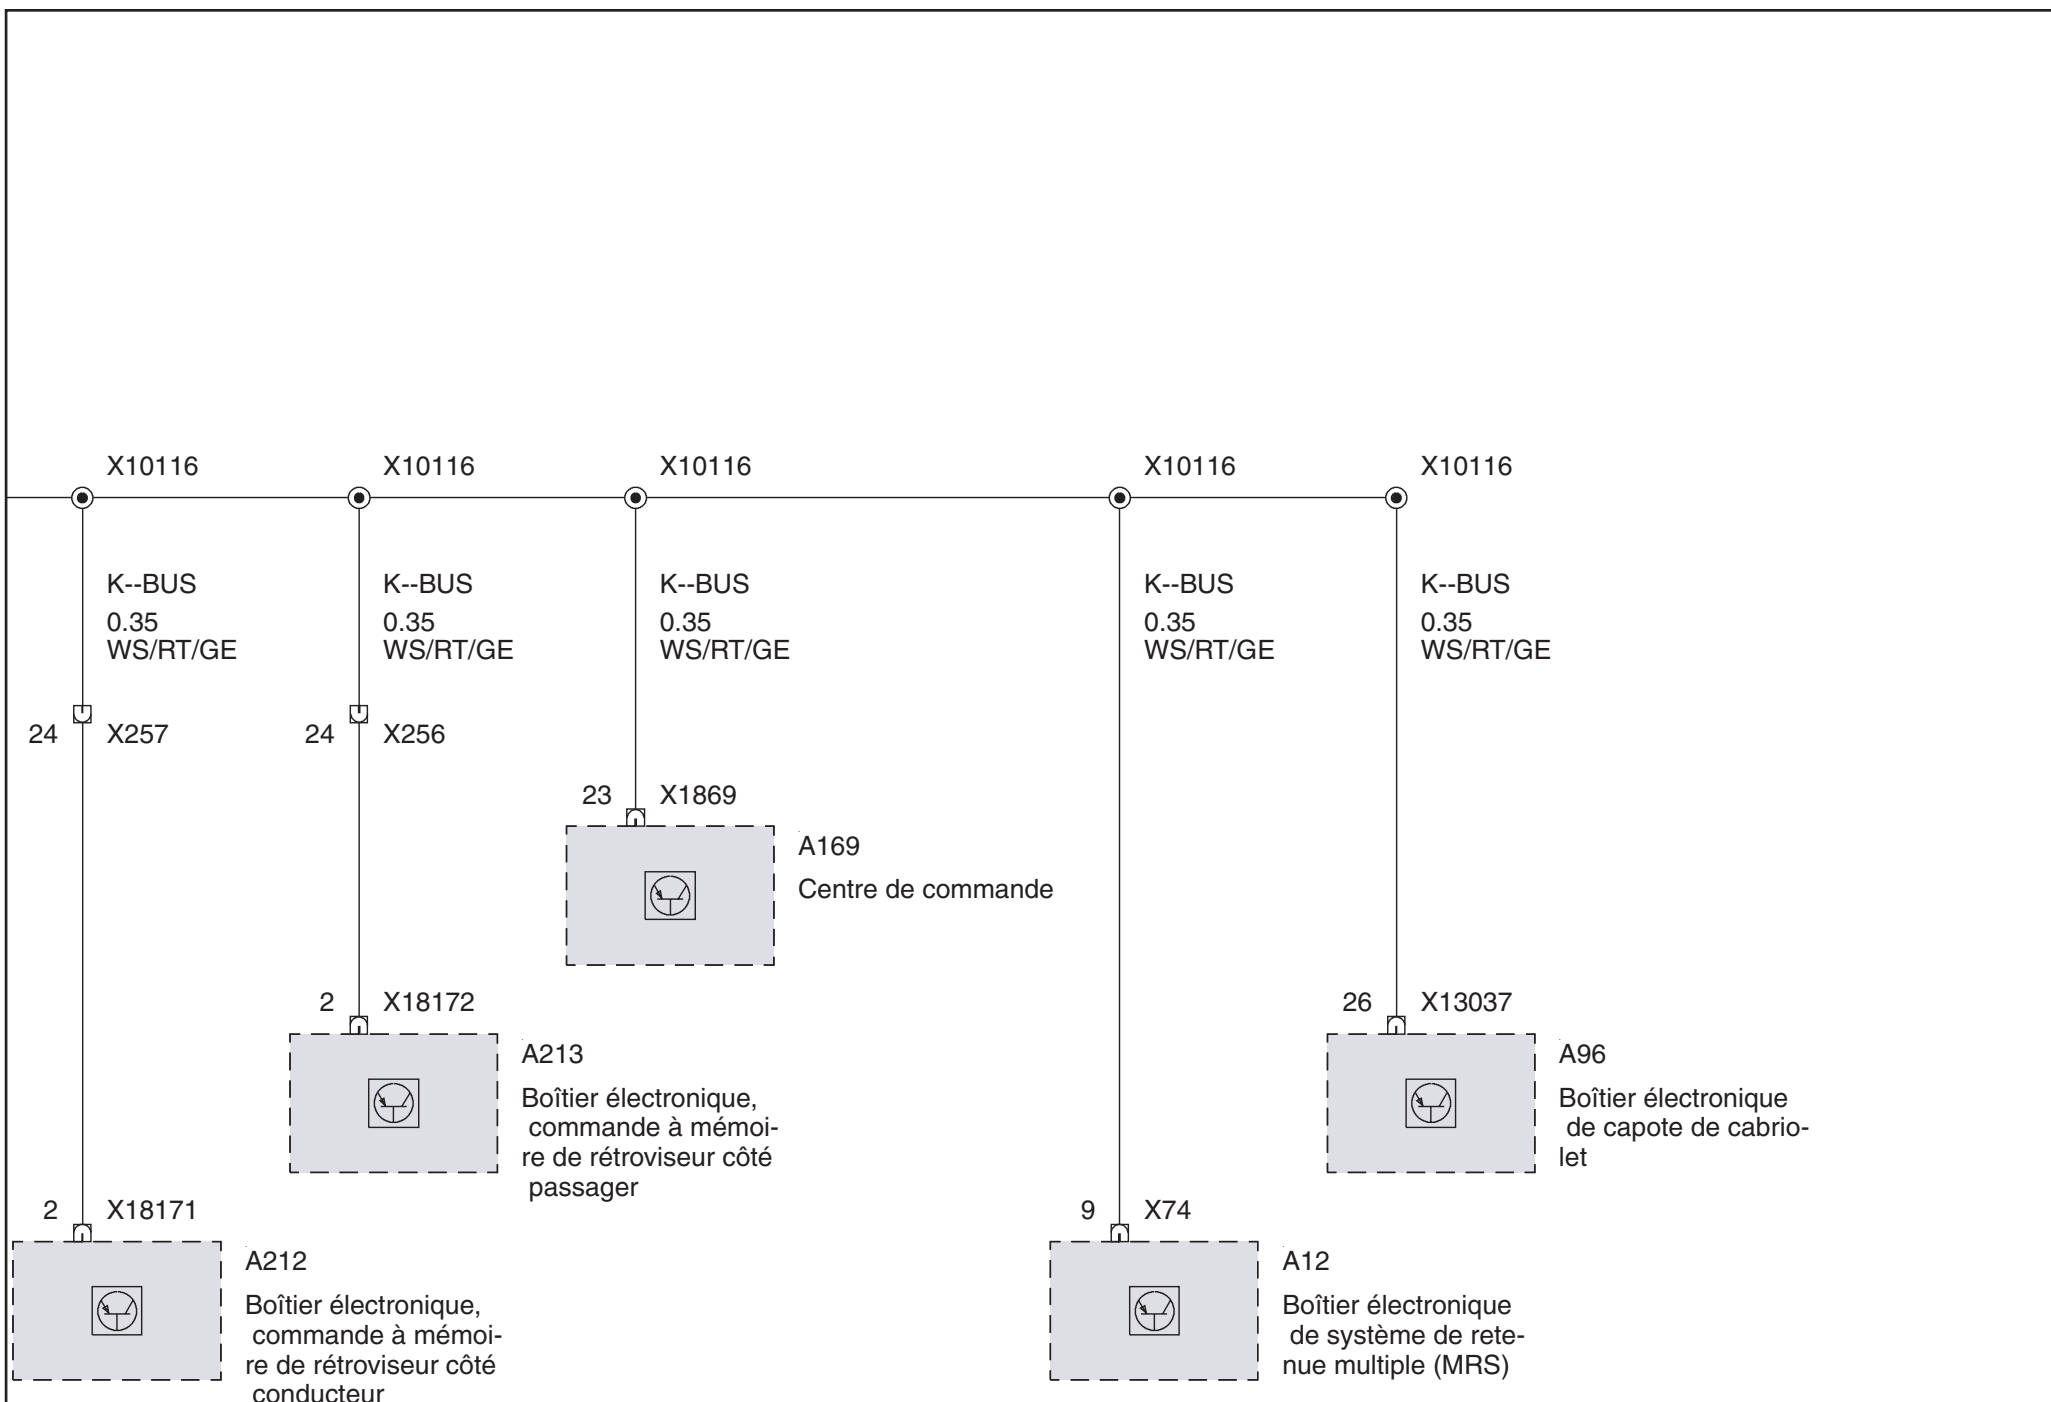 X10116
X10116
X10116
X10116
X10116
K--BUS
0.35
WS/RT/GE
K--BUS
0.35
WS/RT/GE
K--BUS
0.35
WS/RT/GE
K--BUS
0.35
WS/RT/GE
K--BUS
0.35
WS/RT/GE
24 X257
24 X256
23 X1869
A169
Centre de commande
2 X18172
A213
Boîtier électronique,
commande à mémoi-
re de rétroviseur côté
passager
26 X13037
A96
Boîtier électronique
de capote de cabrio-
let
2 X18171
A212
Boîtier électronique,
commande à mémoi-
re de rétroviseur côté
conducteur
9 X74
A12
Boîtier électronique
de système de rete-
nue multiple (MRS)